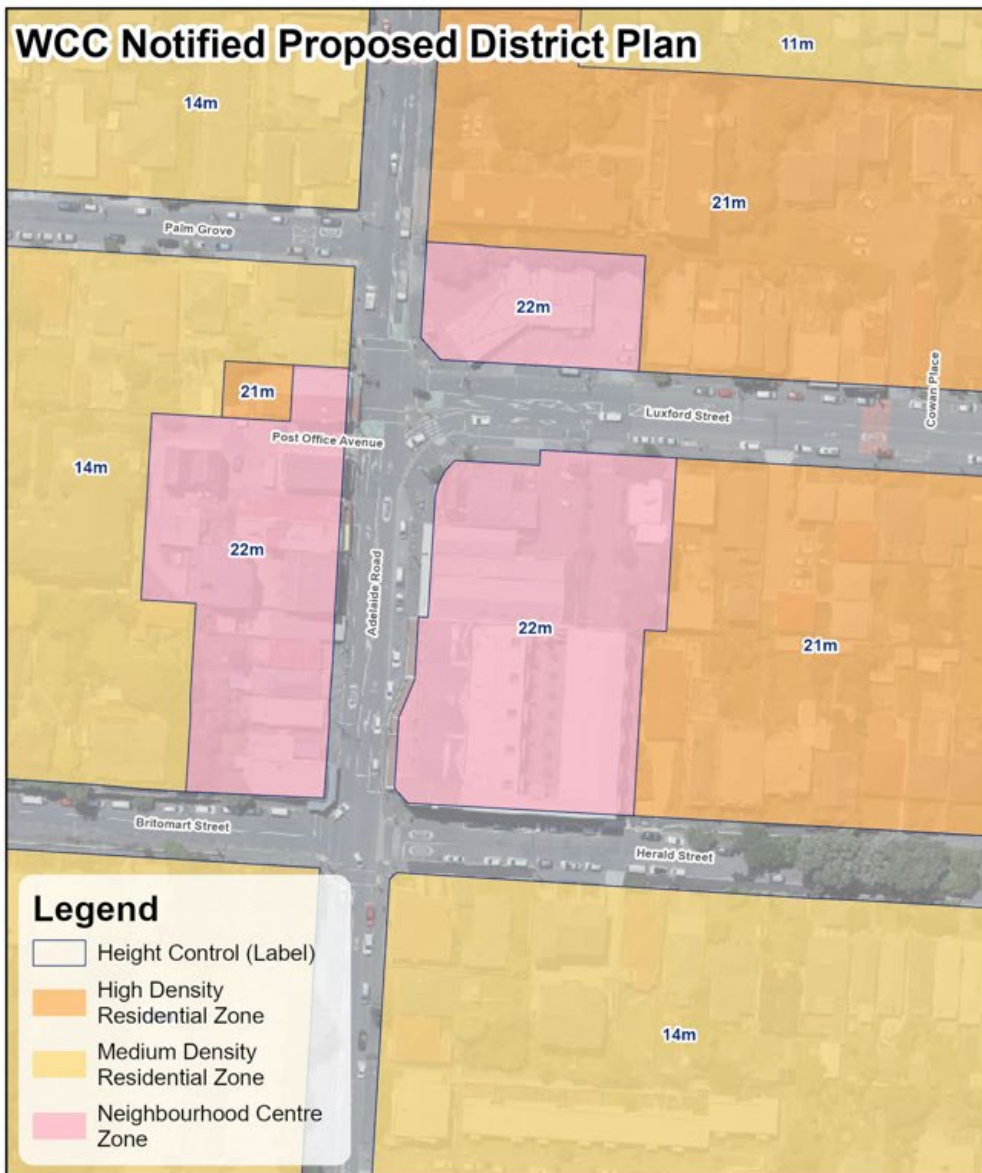 WCC Notified Proposed District Plan
11m
14m
21m
Palm Grove
22m
Cowan Place
21m
Luxford Street
Post Office Avenue
14m
22m
Adelaide Road
22m
21m
Britomart Street
Herald Street
Legend
Height Control (Label)
High Density
Residential Zone
Medium Density
Residential Zone
Neighbourhood Centre
Zone
14m